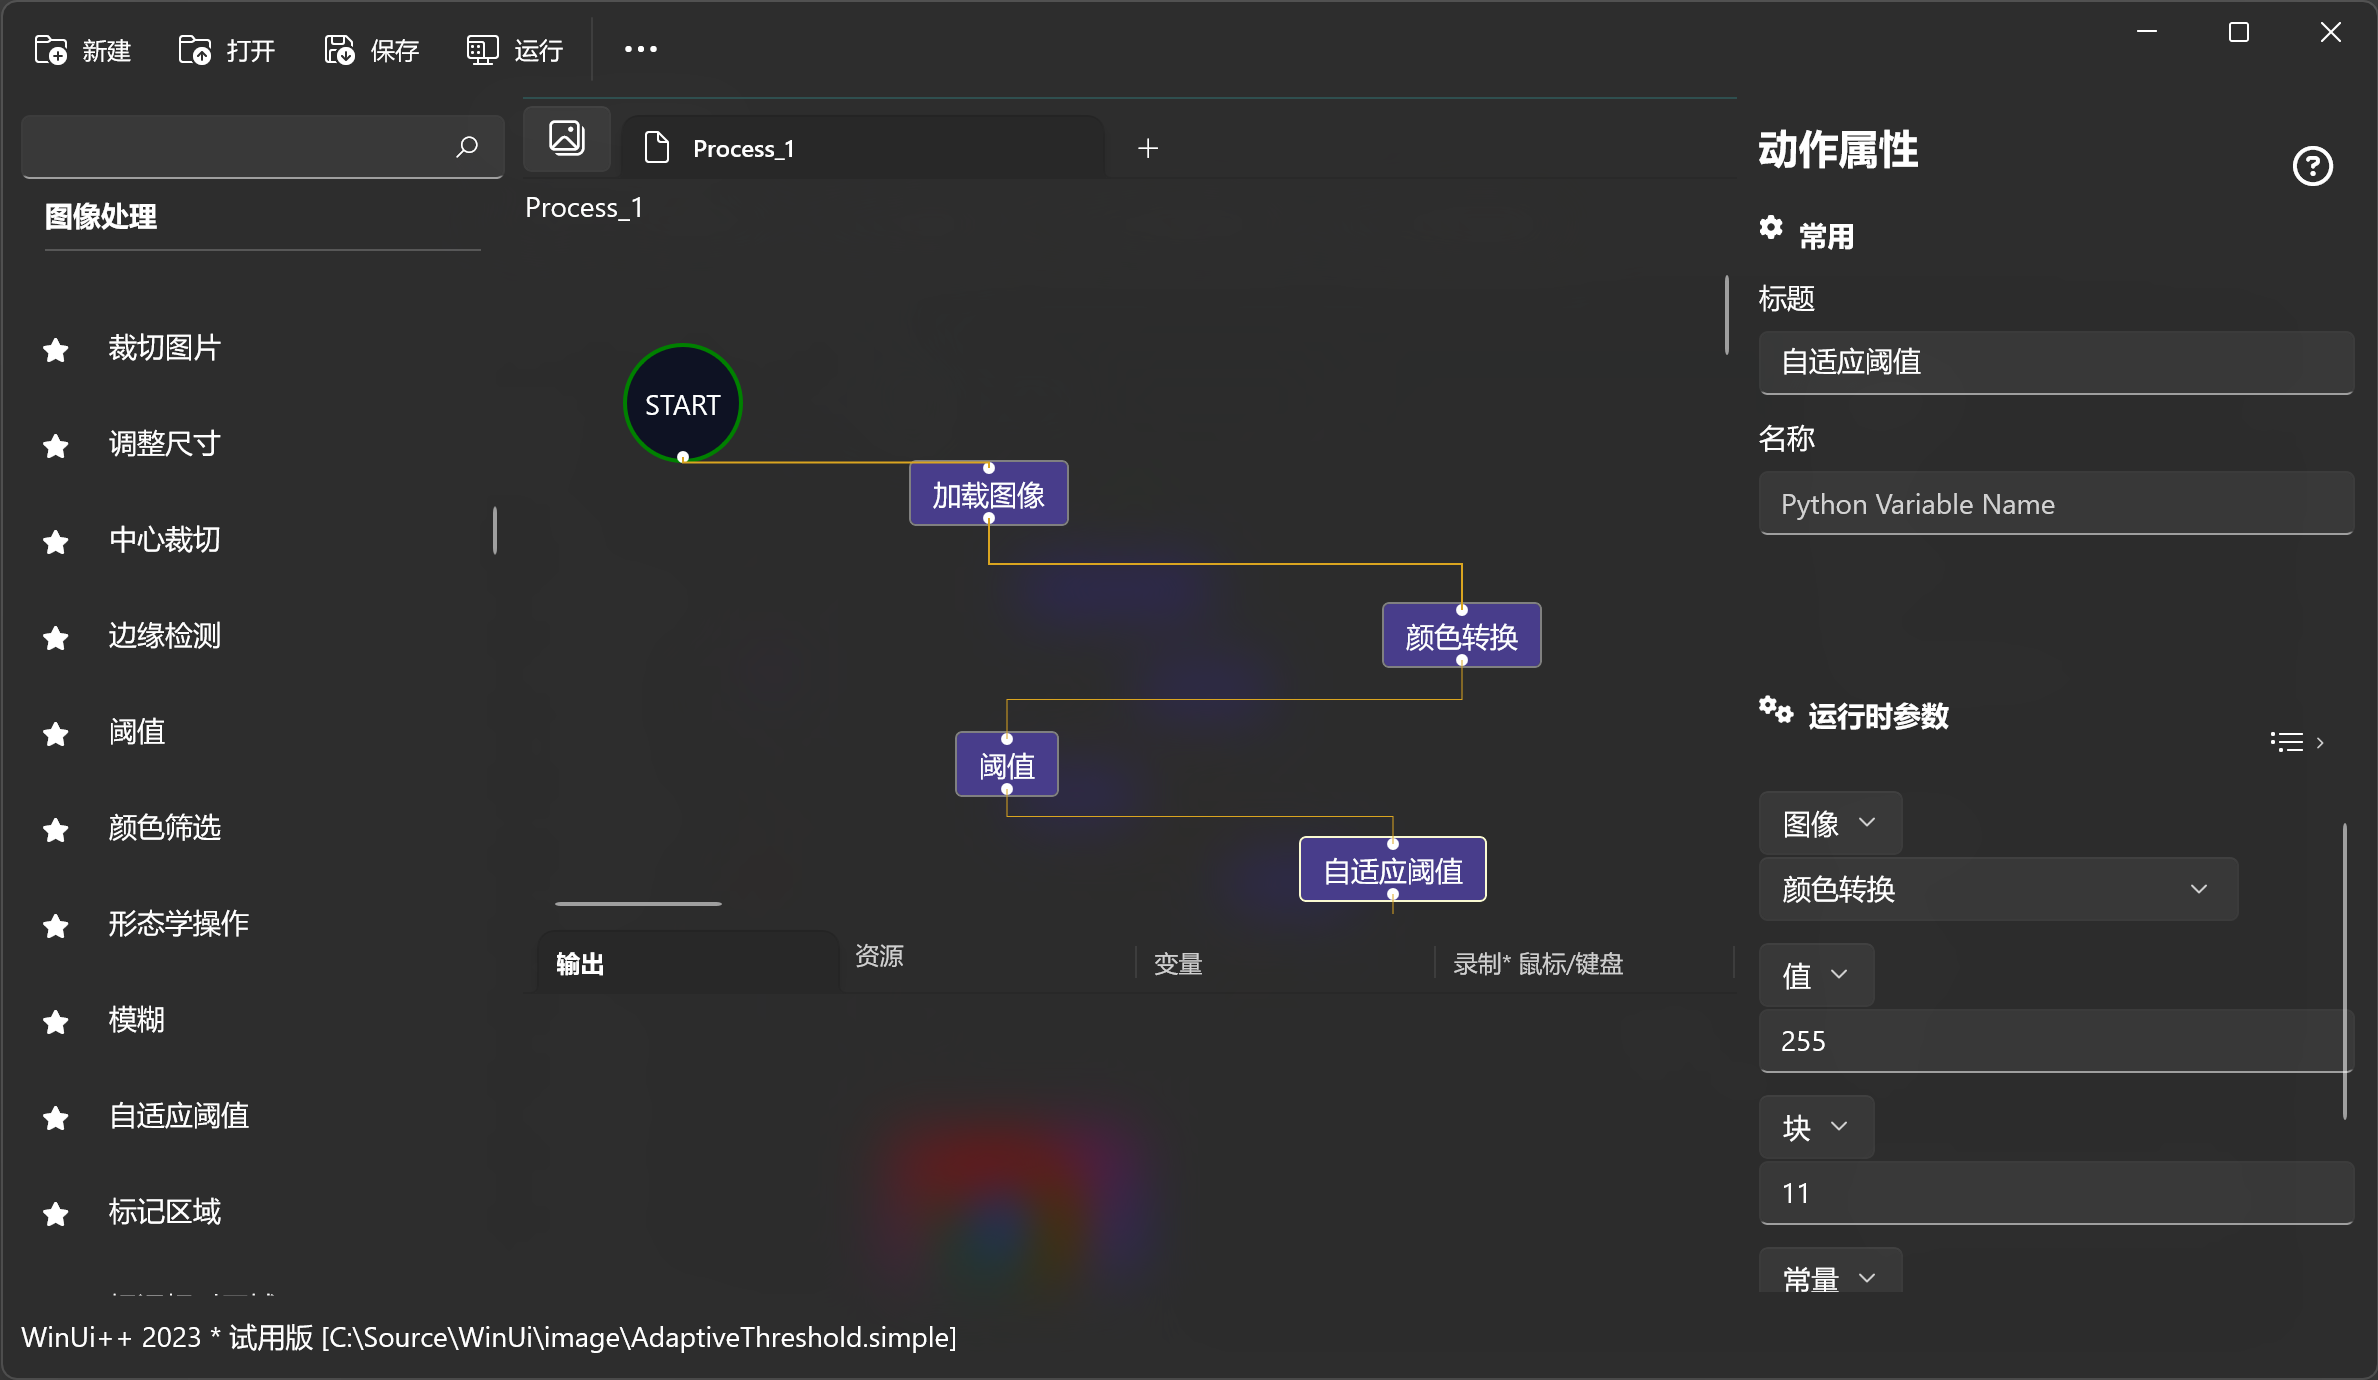 新建
打开
保存
运行
图像处理
裁切图片
调整尺寸
中心裁切
边缘检测
阈值
颜色筛选
形态学操作
模糊
自适应阈值
标记区域
Process_1
Process_1
START
加载图像
颜色转换
阈值
自适应阈值
输出
资源
变量
录制* 鼠标/键盘
动作属性
常用
标题
自适应阈值
名称
Python Variable Name
运行时参数
图像
颜色转换
值
255
块
11
常量
WinUi++ 2023 * 试用版 [C:\Source\WinUi\image\AdaptiveThreshold.simple]